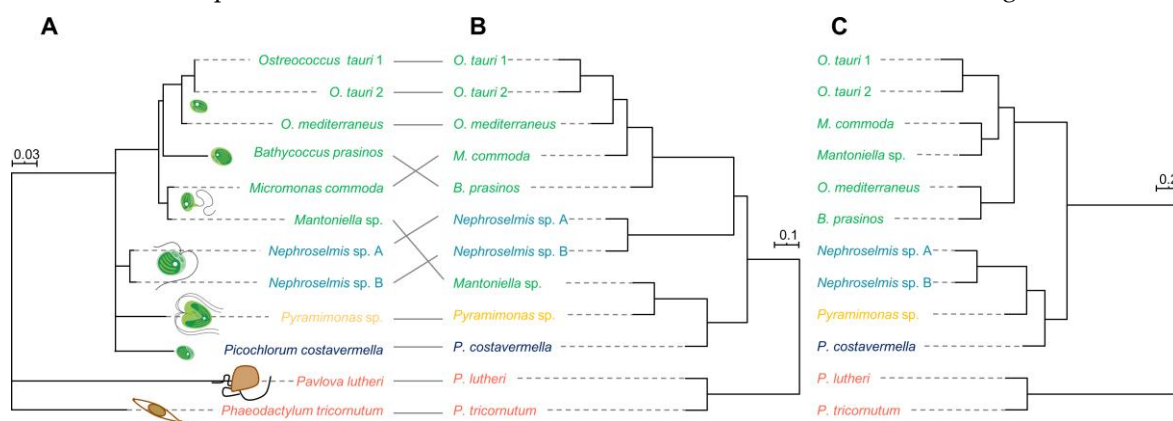 A
B
C
Ostreococcus tauri 1
O. tauri 2
O. mediterraneus
Bathycoccus prasinos
Micromonas commoda
Mantoniella sp.
Nephroselmis sp. A
Nephroselmis sp. B
Pyramimonas sp.
Picochlorum costavermella
Pavlova lutheri
Phaeodactylum tricornutum
0.03
O. tauri 1
O. tauri 2
O. mediterraneus
M. commoda
B. prasinos
Nephroselmis sp. A
Nephroselmis sp. B
Mantoniella sp.
Pyramimonas sp.
P. costavermella
P. lutheri
P. tricornutum
0.1
O. tauri 1
O. tauri 2
M. commoda
Mantoniella sp.
O. mediterraneus
B. prasinos
Nephroselmis sp. A
Nephroselmis sp. B
Pyramimonas sp.
P. costavermella
P. lutheri
P. tricornutum
0.2